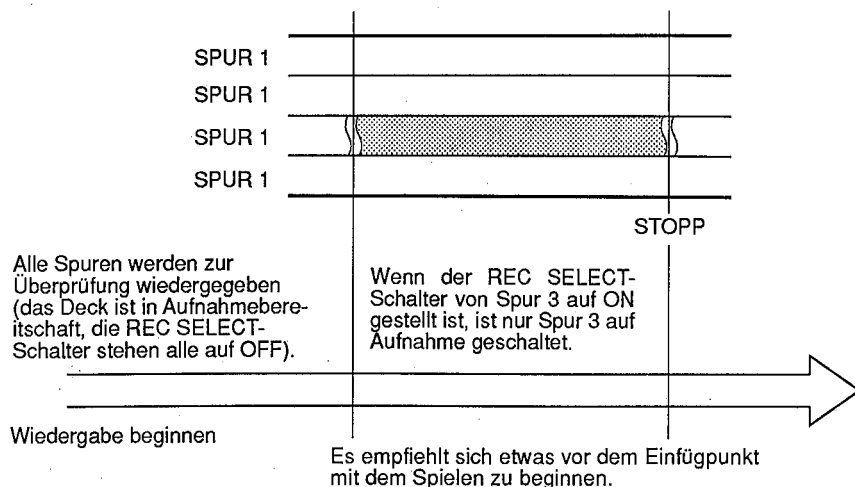 SPUR 1
SPUR 1
SPUR 1
SPUR 1
STOPP
Alle Spuren werden zur
Überprüfung wiedergegeben
(das Deck ist in Aufnahmebere-
itschaft, die REC SELECT-
Schalter stehen alle auf OFF).
Wenn der REC SELECT-
Schalter von Spur 3 auf ON
gestellt ist, ist nur Spur 3 auf
Aufnahme geschaltet.
Wiedergabe beginnen
Es empfiehlt sich etwas vor dem Einfügpunkt
mit dem Spielen zu beginnen.